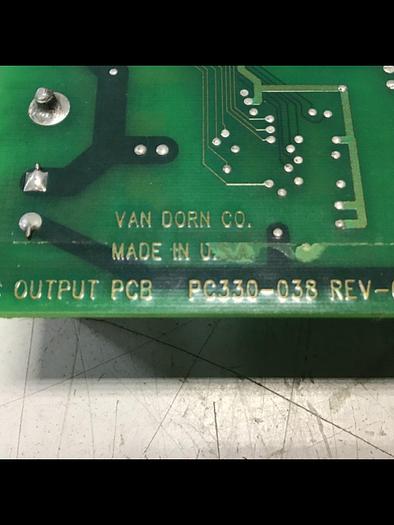 VAN DORN CO.
MADE IN U.S.A.
OUTPUT PCB PC330-038 REV-